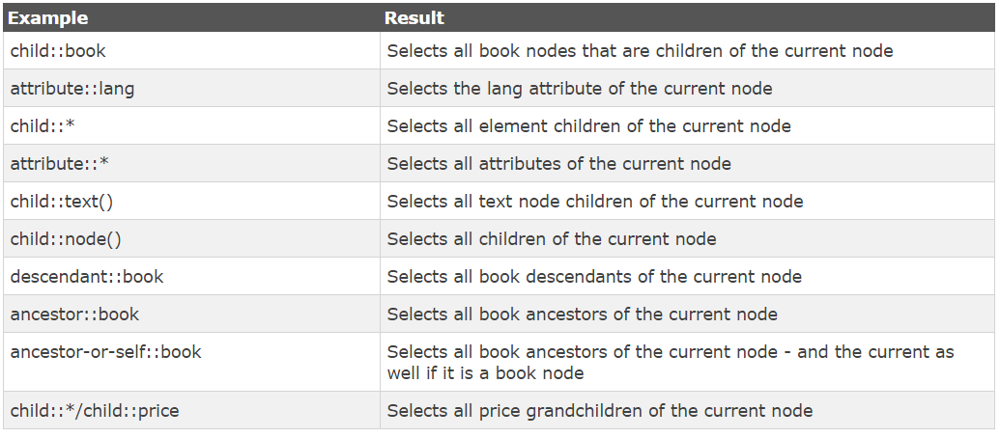 Example Result
child::book Selects all book nodes that are children of the current node
attribute::lang Selects the lang attribute of the current node
child::* Selects all element children of the current node
attribute::* Selects all attributes of the current node
child::text() Selects all text node children of the current node
child::node() Selects all children of the current node
descendant::book Selects all book descendants of the current node
ancestor::book Selects all book ancestors of the current node
ancestor-or-self::book Selects all book ancestors of the current node - and the current as
well if it is a book node
child::*/child::price Selects all price grandchildren of the current node